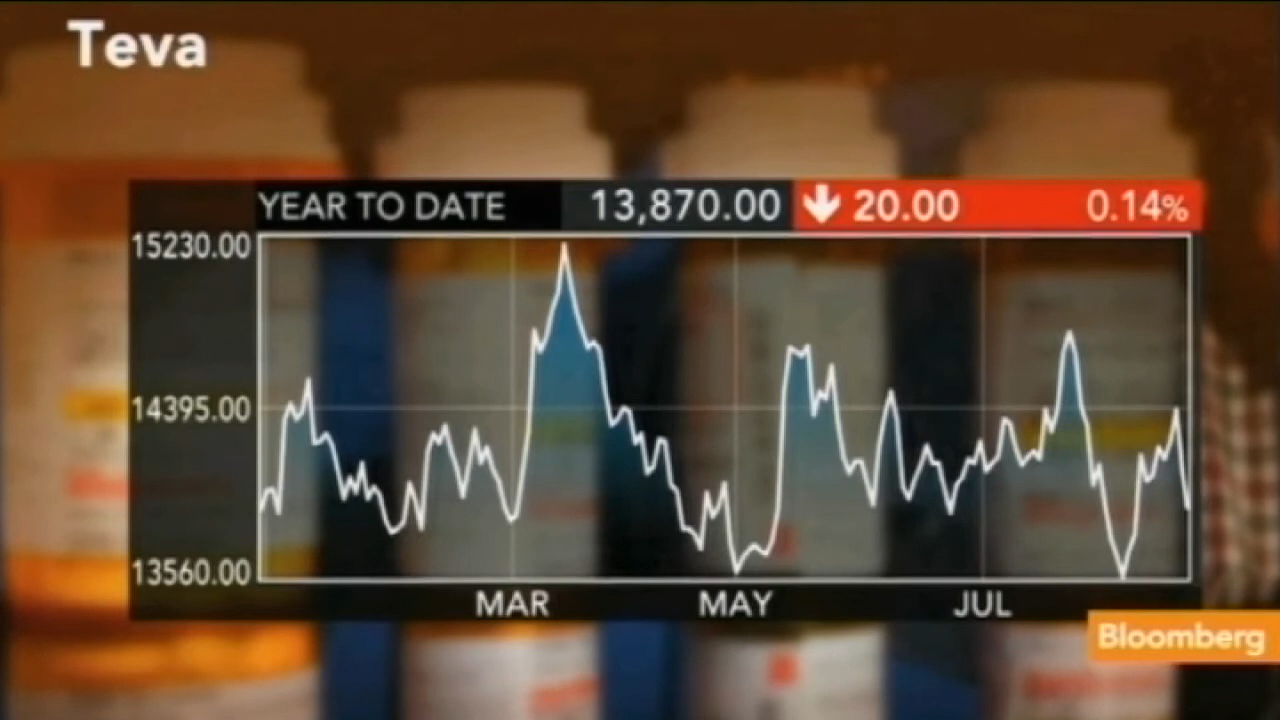 Teva
YEAR TO DATE 13,870.00 20.00 0.14%
15230.00
14395.00
13560.00
MAR MAY JUL
Bloomberg